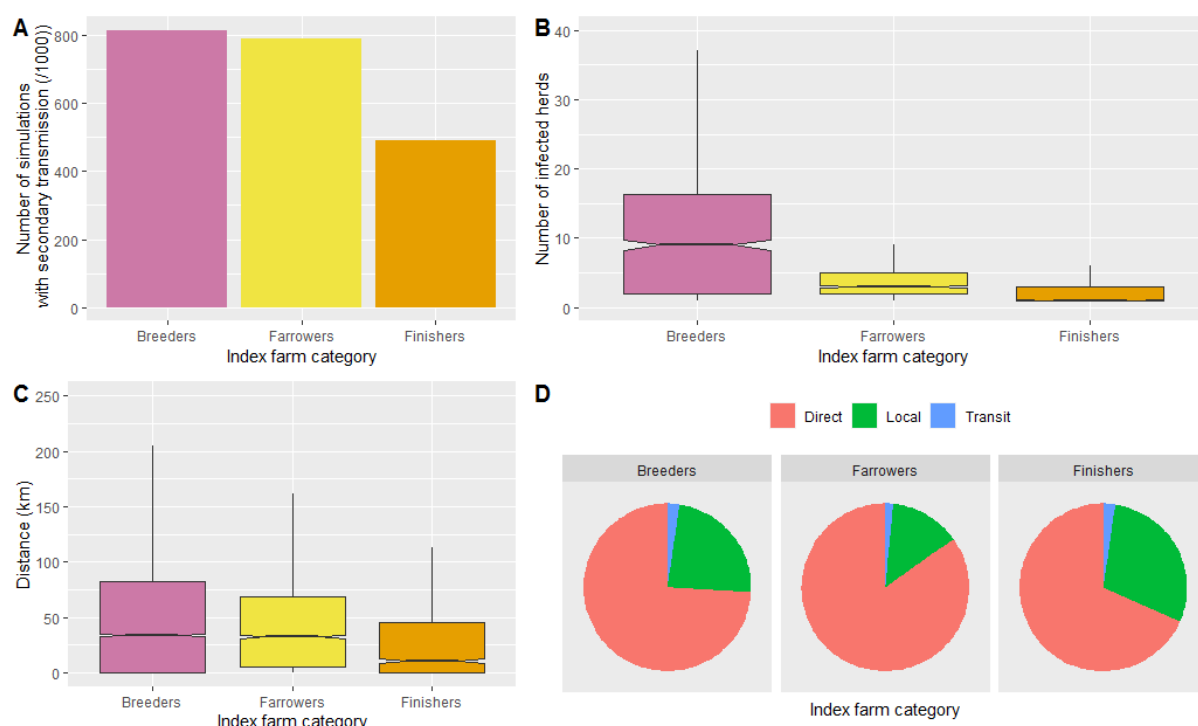 A
Number of simulations
with secondary transmission (/1000))
800
600
400
200
0
Breeders Farrowers Finishers
Index farm category
B
Number of infected herds
40
30
20
10
0
Breeders Farrowers Finishers
Index farm category
C
Distance (km)
250
200
150
100
50
0
Breeders Farrowers Finishers
Index farm category
D
Direct Local Transit
Breeders Farrowers Finishers
Index farm category